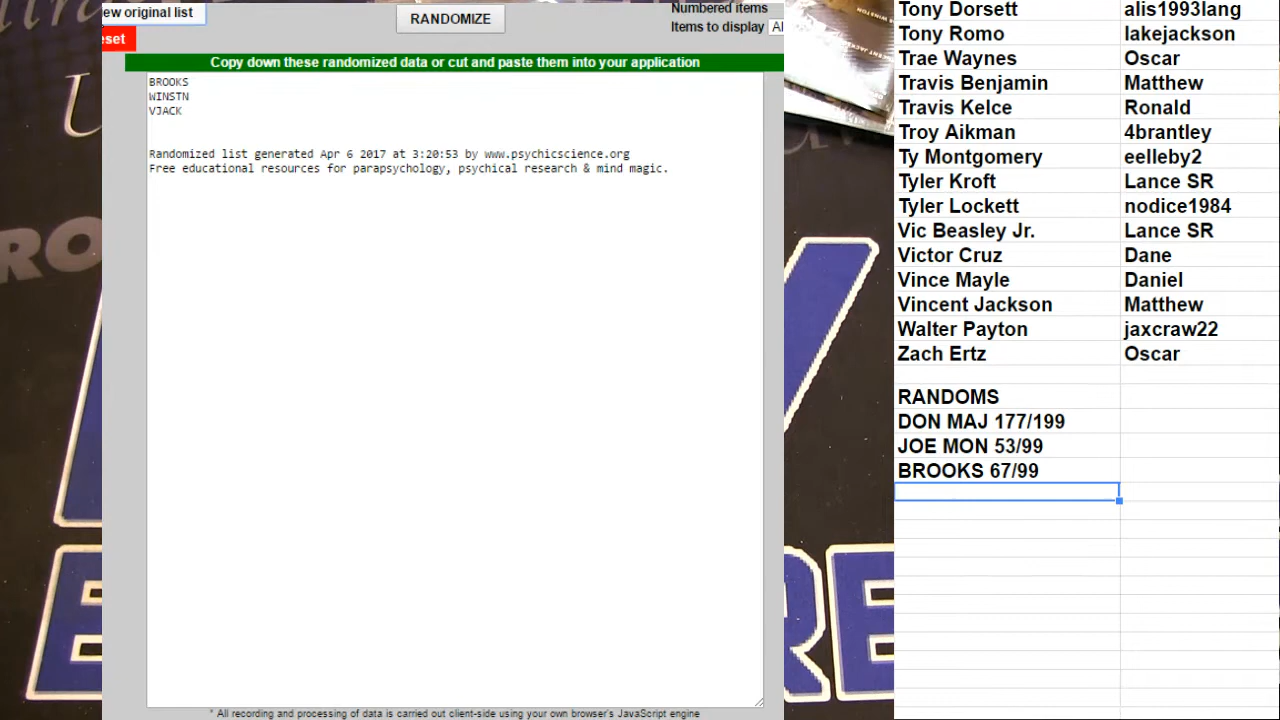 ew original list
eset
RANDOMIZE
Numbered items
Items to display
Copy down these randomized data or cut and paste them into your application
BROOKS
WINSTN
VJACK
Randomized list generated Apr 6 2017 at 3:20:53 by www.psychicscience.org
Free educational resources for parapsychology, psychical research & mind magic.
* All recording and processing of data is carried out client-side using your own browser's JavaScript engine
Tony Dorsett alis1993lang
Tony Romo lakejackson
Trae Waynes Oscar
Travis Benjamin Matthew
Travis Kelce Ronald
Troy Aikman 4brantley
Ty Montgomery eelleby2
Tyler Kroft Lance SR
Tyler Lockett nodice1984
Vic Beasley Jr. Lance SR
Victor Cruz Dane
Vince Mayle Daniel
Vincent Jackson Matthew
Walter Payton jaxcraw22
Zach Ertz Oscar
RANDOMS
DON MAJ 177/199
JOE MON 53/99
BROOKS 67/99